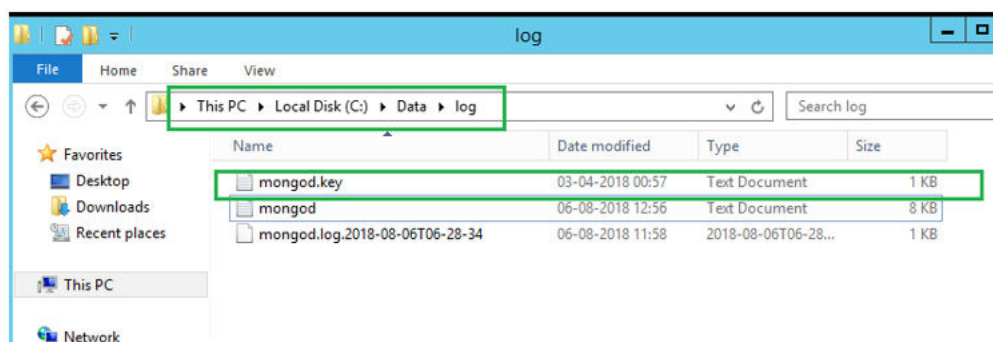 log
File Home Share View
This PC Local Disk (C:) Data log
Search log
Favorites
Desktop
Downloads
Recent places
This PC
Network
Name Date modified Type Size
mongod.key 03-04-2018 00:57 Text Document 1 KB
mongod 06-08-2018 12:56 Text Document 8 KB
mongod.log.2018-08-06T06-28-34 06-08-2018 11:58 2018-08-06T06-28... 1 KB